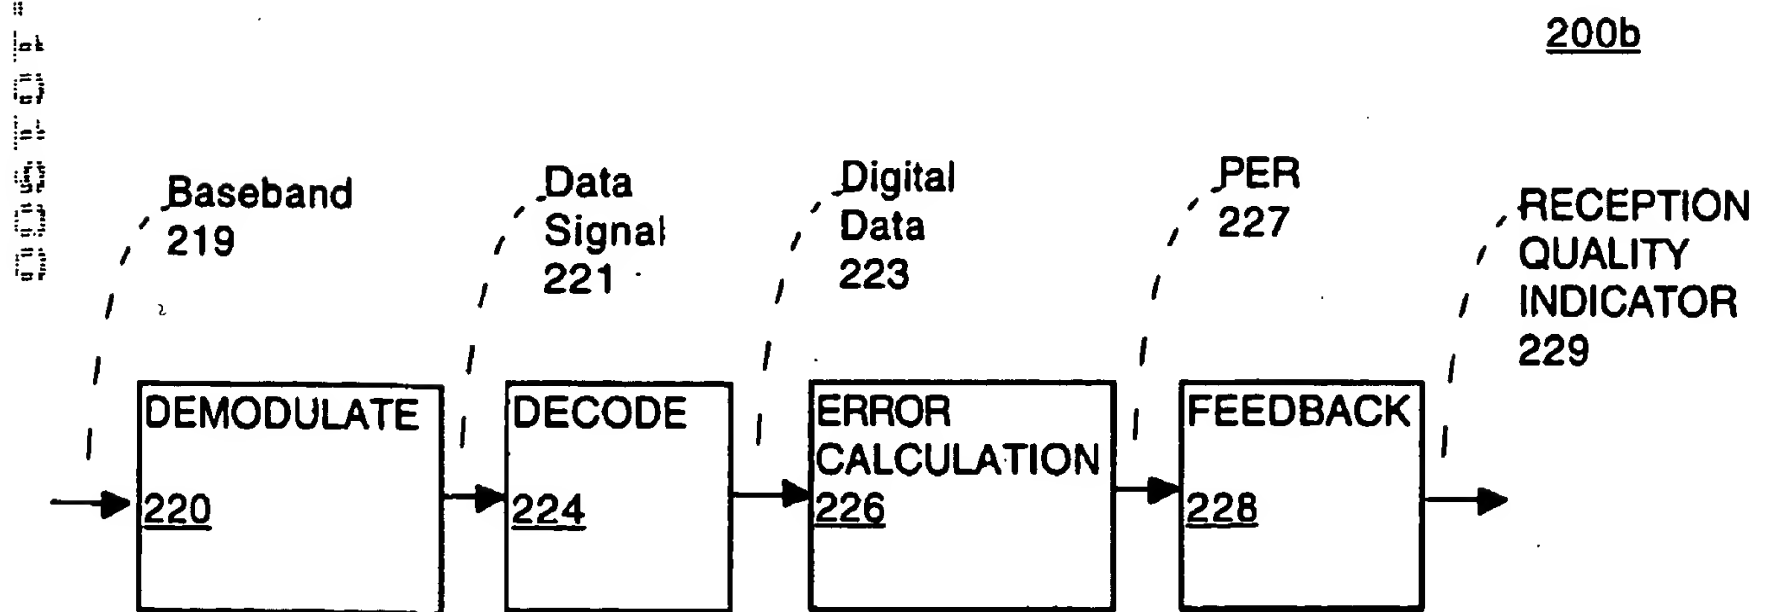 200b
Baseband
219
Data
Signal
221
Digital
Data
223
PER
227
RECEPTION
QUALITY
INDICATOR
229
DEMODULATE
220
DECODE
224
ERROR
CALCULATION
226
FEEDBACK
228